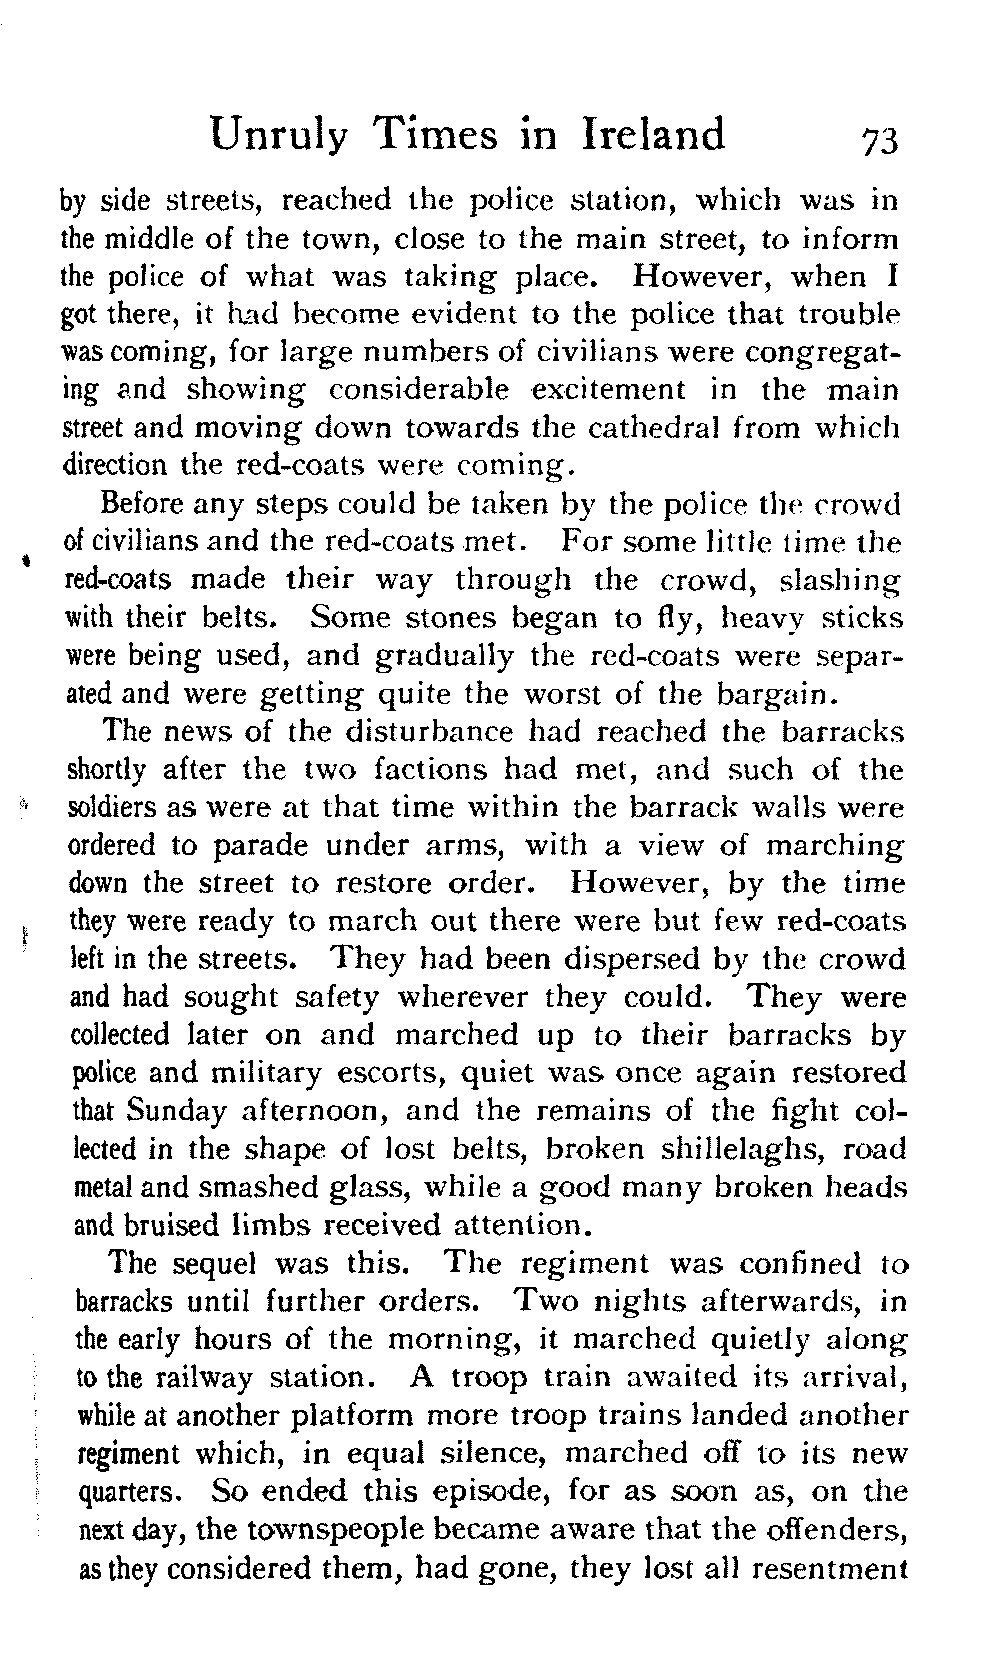 Unruly Times in Ireland 73
by side streets, reached the police station, which was in
the middle of the town, close to the main street, to inform
the police of what was taking place. However, when I
got there, it had become evident to the police that trouble
was coming, for large numbers of civilians were congregat-
ing and showing considerable excitement in the main
street and moving down towards the cathedral from which
direction the red-coats were coming.
Before any steps could be taken by the police the crowd
of civilians and the red-coats met. For some little time the
red-coats made their way through the crowd, slashing
with their belts. Some stones began to fly, heavy sticks
were being used, and gradually the red-coats were separ-
ated and were getting quite the worst of the bargain.
The news of the disturbance had reached the barracks
shortly after the two factions had met, and such of the
soldiers as were at that time within the barrack walls were
ordered to parade under arms, with a view of marching
down the street to restore order. However, by the time
they were ready to march out there were but few red-coats
left in the streets. They had been dispersed by the crowd
and had sought safety wherever they could. They were
collected later on and marched up to their barracks by
police and military escorts, quiet was once again restored
that Sunday afternoon, and the remains of the fight col-
lected in the shape of lost belts, broken shillelaghs, road
metal and smashed glass, while a good many broken heads
and bruised limbs received attention.
The sequel was this. The regiment was confined to
barracks until further orders. Two nights afterwards, in
the early hours of the morning, it marched quietly along
to the railway station. A troop train awaited its arrival,
while at another platform more troop trains landed another
regiment which, in equal silence, marched off to its new
quarters. So ended this episode, for as soon as, on the
next day, the townspeople became aware that the offenders,
as they considered them, had gone, they lost all resentment